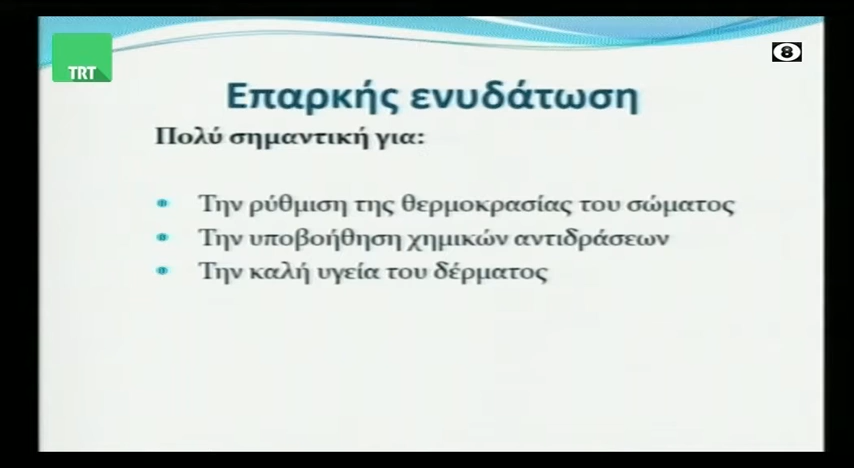 TRT
8
Επαρκής ενυδάτωση
Πολύ σημαντική για:
Την ρύθμιση της θερμοκρασίας του σώματος
Την υποβοήθηση χημικών αντιδράσεων
Την καλή υγεία του δέρματος